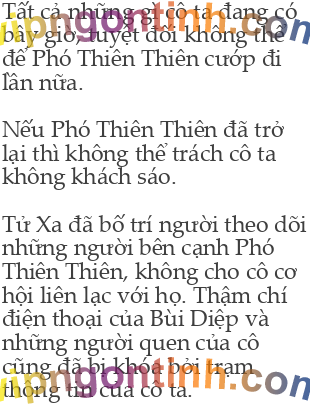 Tất cả những gì cô ta đang có
bây giờ, tuyệt đối không thể
để Phó Thiên Thiên cướp đi
lần nữa.
Nếu Phó Thiên Thiên đã trở
lại thì không thể trách cô ta
không khách sáo.
Tử Xa đã bố trí người theo dõi
những người bên cạnh Phó
Thiên Thiên, không cho cô cơ
hội liên lạc với họ. Thậm chí
điện thoại của Bùi Diệp và
những người quen của cô
cũng đã bị khóa bởi trạm
thông tin của cô ta.